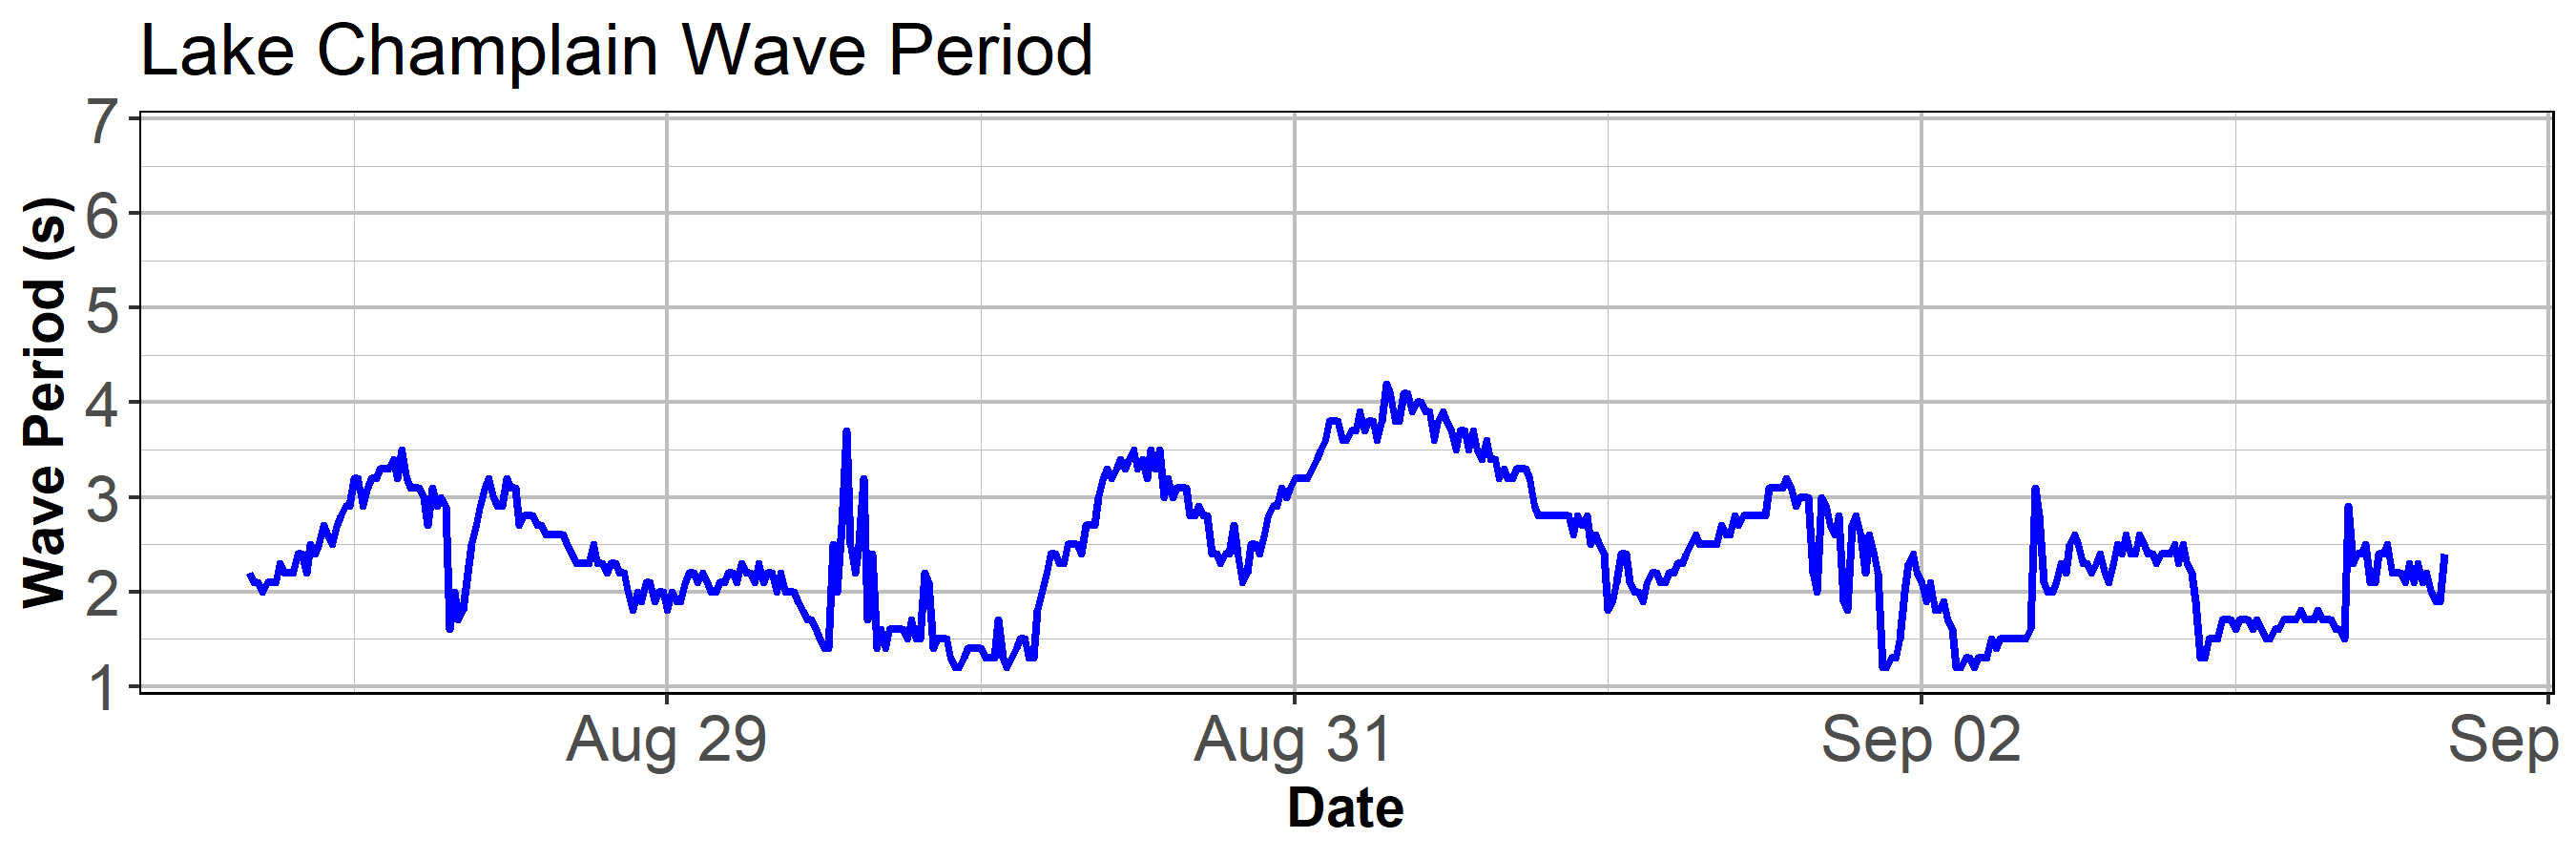 Lake Champlain Wave Period
Wave Period (s)
7
6
5
4
3
2
1
Aug 29
Aug 31
Sep 02
Sep
Date